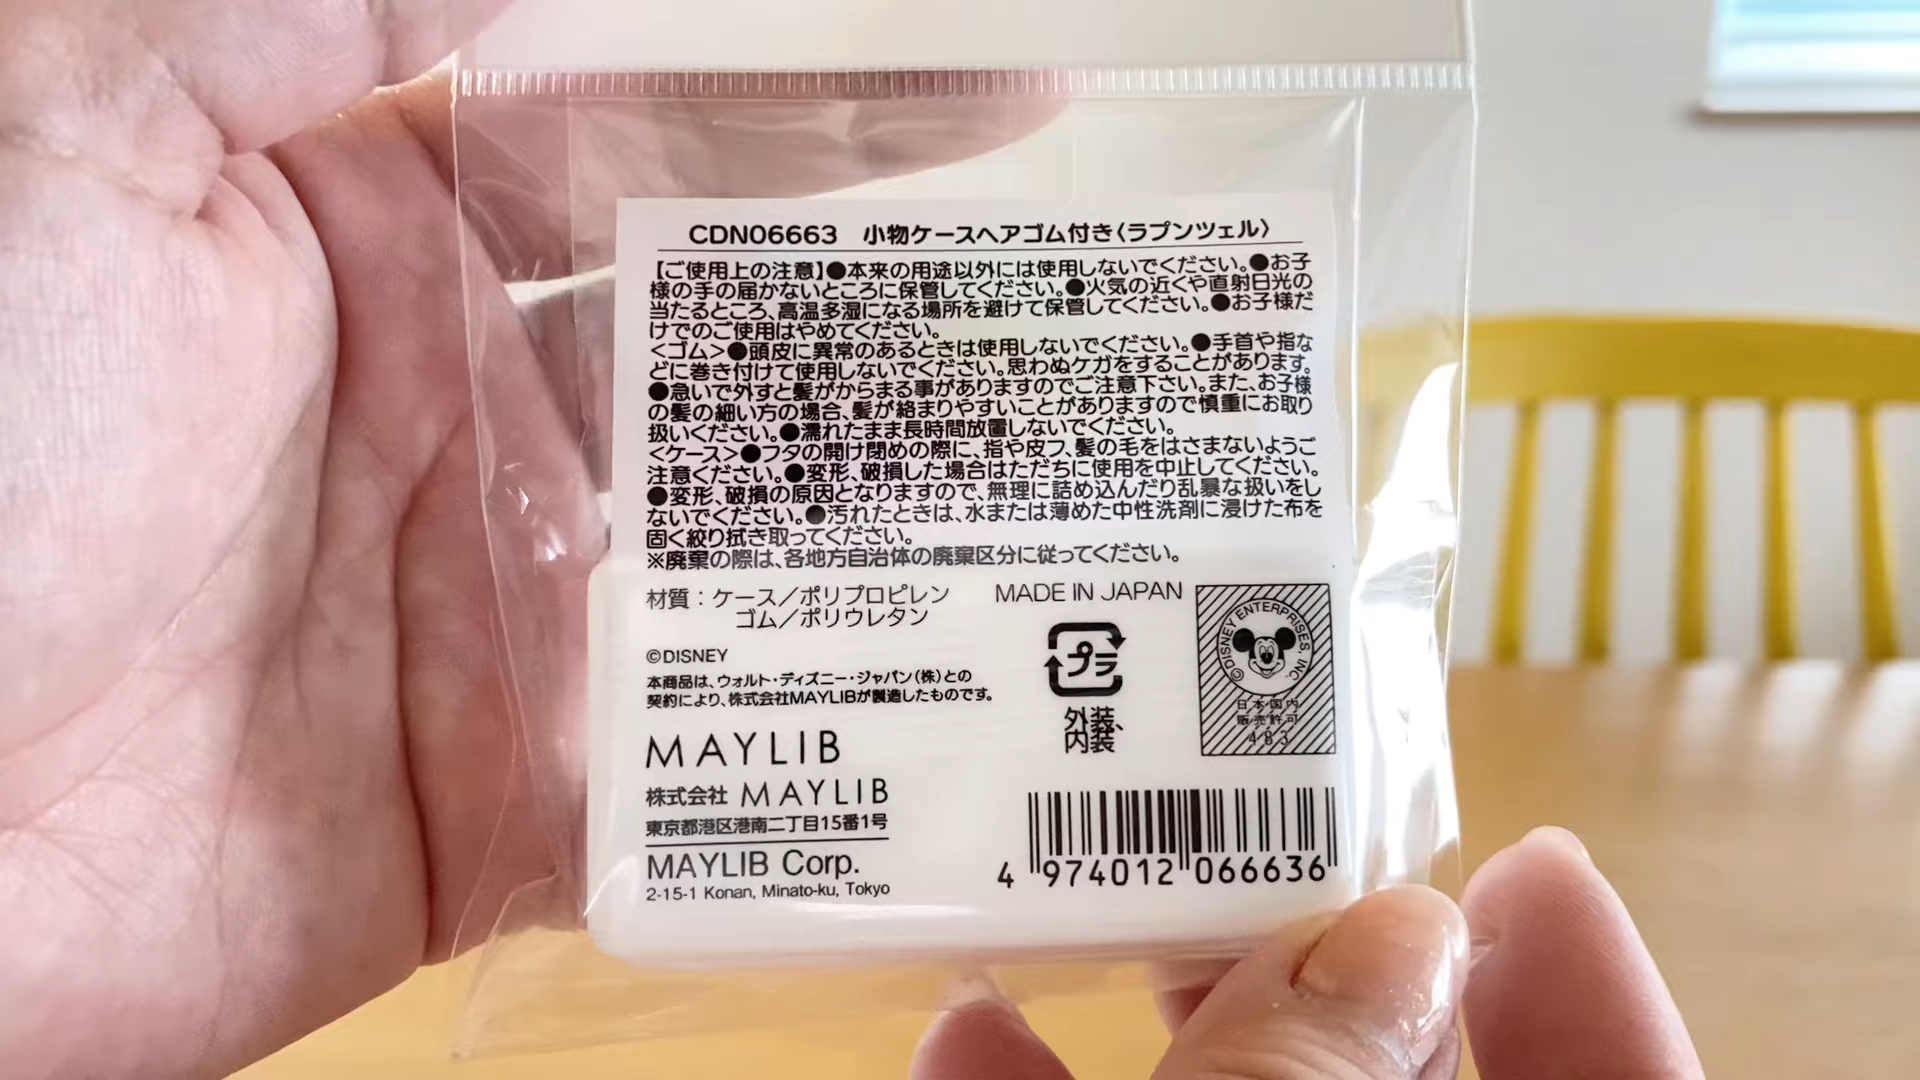 CDN06663 小物ケースヘアゴム付き〈ラプンツェル〉
【ご使用上の注意】●本来の用途以外には使用しないでください。●お子
様の手の届かないところに保管してください。●火気の近くや直射日光の
当たるところ、高温多湿になる場所を避けて保管してください。●お子様だ
けでのご使用はやめてください。
<ゴム>●頭皮に異常のあるときは使用しないでください。●手首や指な
どに巻き付けて使用しないでください。思わぬケガをすることがあります。
●急いで外すと髪がからまる事がありますのでご注意下さい。また、お子様
の髪の細い方の場合、髪が絡まりやすいことがありますので慎重にお取り
扱いください。●濡れたまま長時間放置しないでください。
<ケース>●フタの開け閉めの際に、指や皮フ、髪の毛をはさまないようご
注意ください。●変形、破損した場合はただちに使用を中止してください。
●変形、破損の原因となりますので、無理に詰め込んだり乱暴な扱いをし
ないでください。●汚れたときは、水または薄めた中性洗剤に浸けた布を
固く絞り拭き取ってください。
※廃棄の際は、各地方自治体の廃棄区分に従ってください。
材質：ケース／ポリプロピレン
ゴム／ポリウレタン
MADE IN JAPAN
©DISNEY
本商品は、ウォルト・ディズニー・ジャパン(株)との
契約により、株式会社MAYLIBが製造したものです。
プラ
外装、
内装
©DISNEY ENTERPRISES, INC.
日本国内
販売許可
483
MAYLIB
株式会社 MAYLIB
東京都港区港南二丁目15番1号
MAYLIB Corp.
2-15-1 Konan, Minato-ku, Tokyo
4 974012 066636